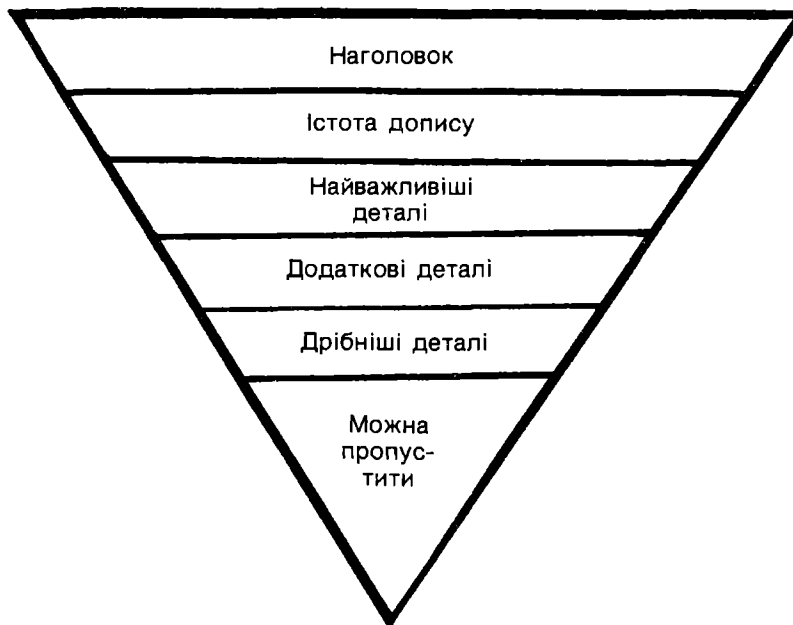 Наголовок
Істота допису
Найважливіші
деталі
Додаткові деталі
Дрібніші деталі
Можна
пропус-
тити